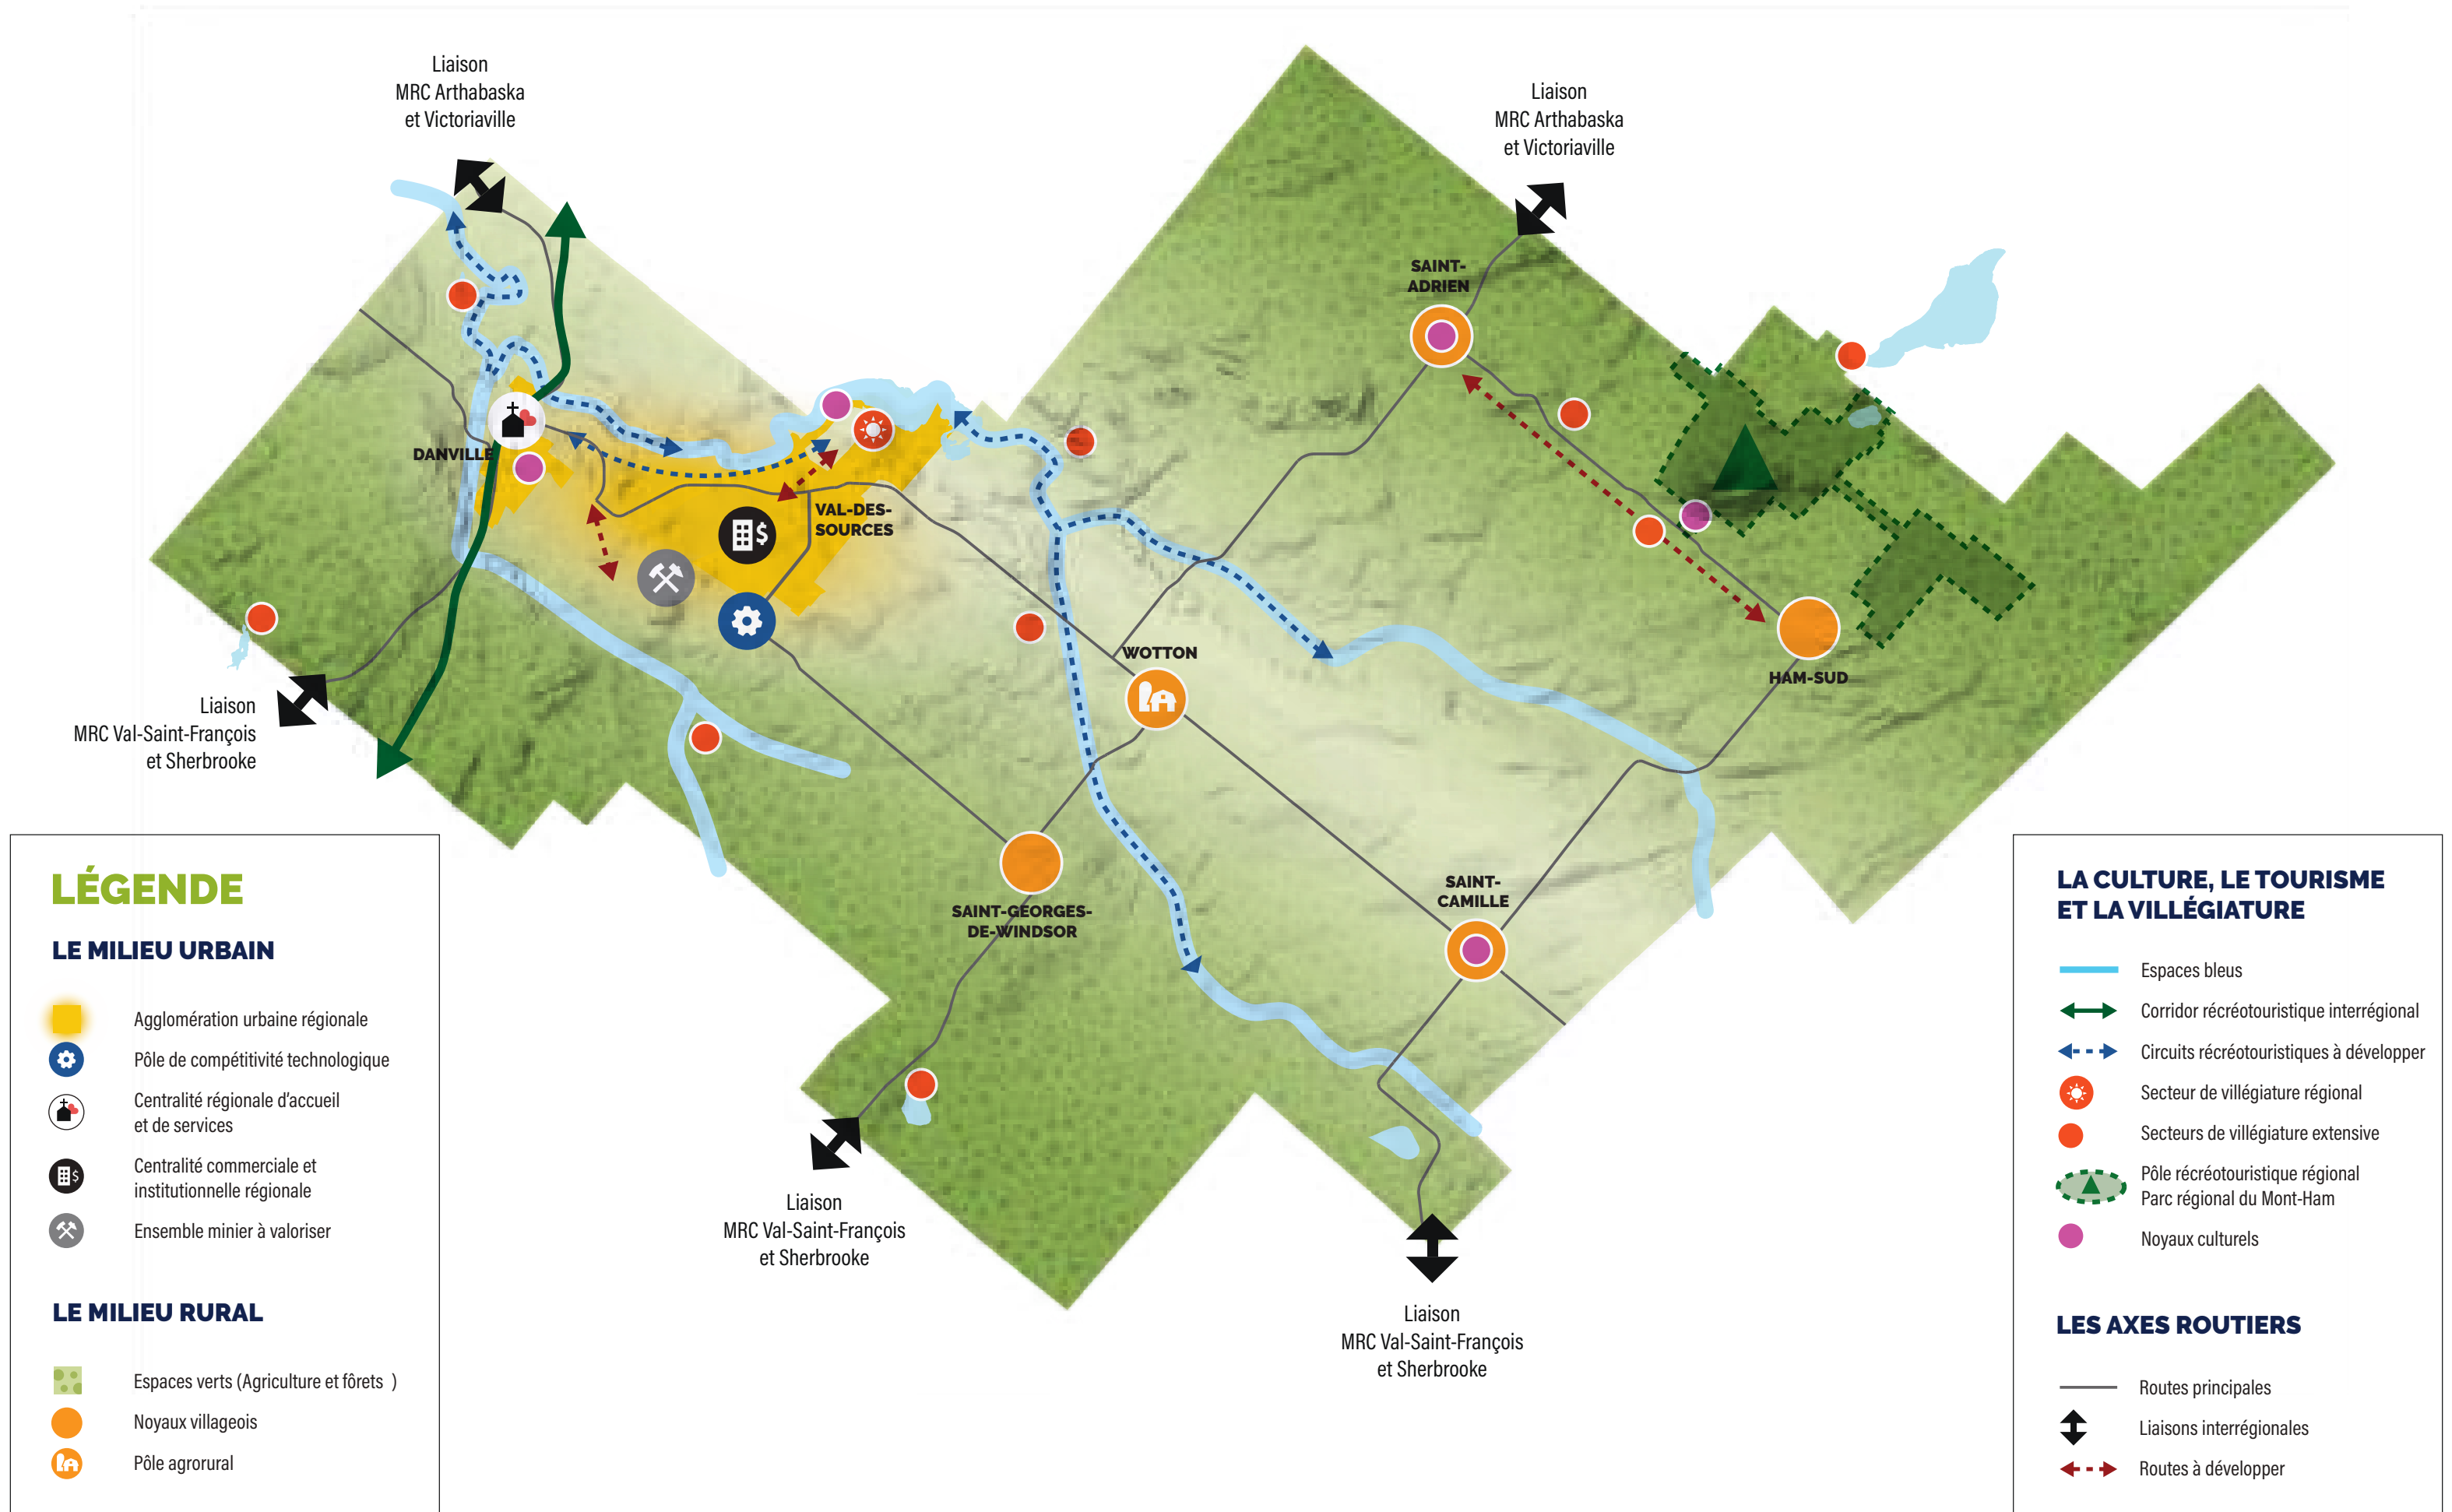 Liaison
MRC Arthabaska
et Victoriaville
Liaison
MRC Arthabaska
et Victoriaville
SAINT-
ADRIEN
DANVILLE
VAL-DES-
SOURCES
WOTTON
HAM-SUD
Liaison
MRC Val-Saint-François
et Sherbrooke
SAINT-GEORGES-
DE-WINDSOR
SAINT-
CAMILLE
Liaison
MRC Val-Saint-François
et Sherbrooke
Liaison
MRC Val-Saint-François
et Sherbrooke
LÉGENDE
LE MILIEU URBAIN
Agglomération urbaine régionale
Pôle de compétitivité technologique
Centralité régionale d'accueil
et de services
$
Centralité commerciale et
institutionnelle régionale
Ensemble minier à valoriser
LE MILIEU RURAL
Espaces verts (Agriculture et fôrets )
Noyaux villageois
Pôle agrorural
LA CULTURE, LE TOURISME
ET LA VILLÉGIATURE
Espaces bleus
Corridor récréotouristique interrégional
Circuits récréotouristiques à développer
Secteur de villégiature régional
Secteurs de villégiature extensive
Pôle récréotouristique régional
Parc régional du Mont-Ham
Noyaux culturels
LES AXES ROUTIERS
Routes principales
Liaisons interrégionales
Routes à développer